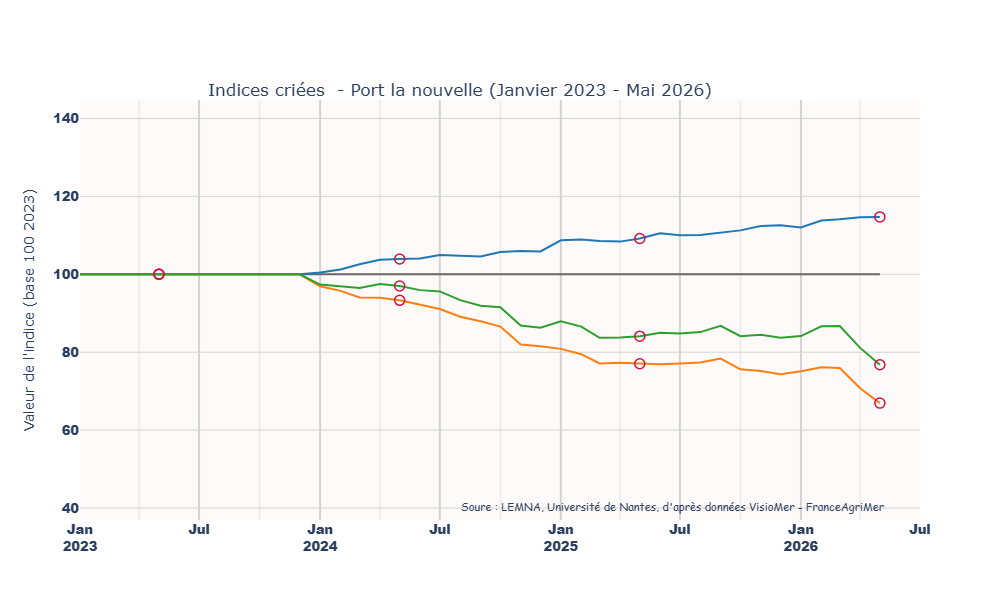 Indices criées  - Port la nouvelle (Janvier 2023 - Mai 2026)
Valeur de l'indice (base 100 2023)
140
120
100
80
60
40
Soure : LEMNA, Université de Nantes, d'après données VisioMer - FranceAgriMer
Jan Jul Jan Jul Jan Jul Jan Jul
2023 2024 2025 2026